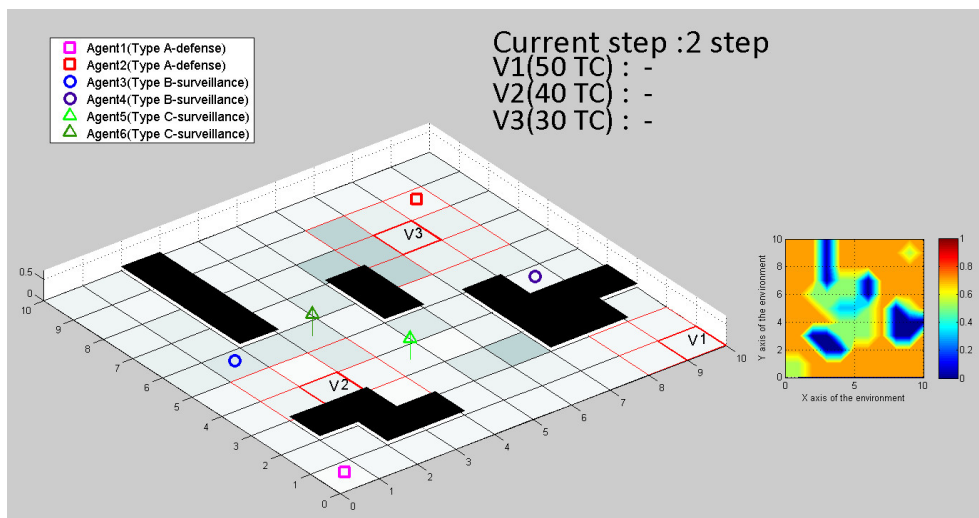 Agent1(Type A-defense)
Agent2(Type A-defense)
Agent3(Type B-surveillance)
Agent4(Type B-surveillance)
Agent5(Type C-surveillance)
Agent6(Type C-surveillance)
Current step :2 step
V1(50 TC) : -
V2(40 TC) : -
V3(30 TC) : -
V3
V1
V2
0.5
0
10
9
8
7
6
5
4
3
2
1
0
0
1
2
3
4
5
6
7
8
9
10
Y axis of the environment
10
8
6
4
2
0
0
5
10
X axis of the environment
1
0.8
0.6
0.4
0.2
0